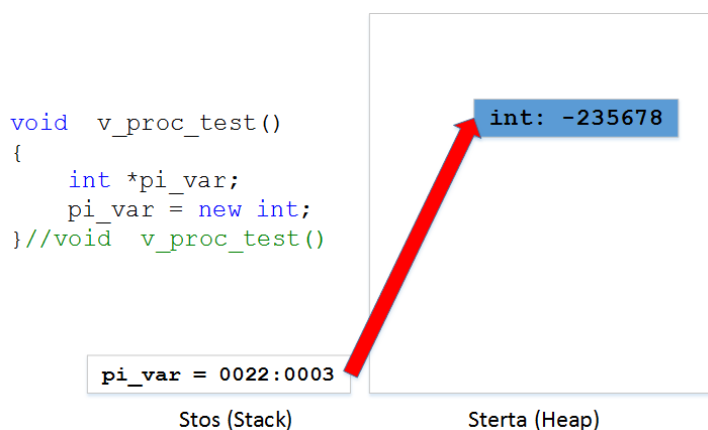 void  v_proc_test()
{
    int *pi_var;
    pi_var = new int;
}//void  v_proc_test()
int: -235678
pi_var = 0022:0003
Stos (Stack)
Sterta (Heap)